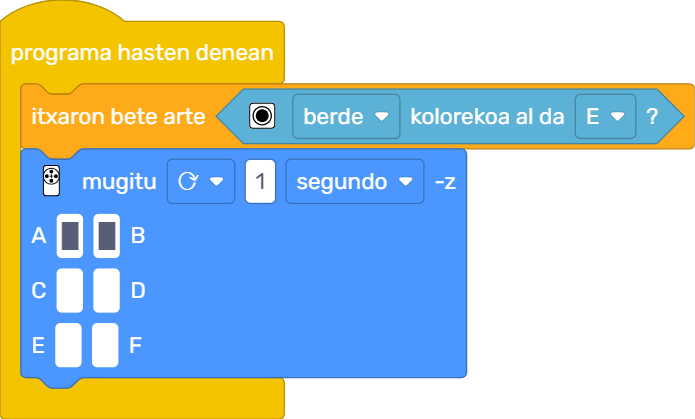 programa hasten denean
itxaron bete arte berde kolorekoa al da E ?
mugitu 1 segundo -z
A B
C D
E F